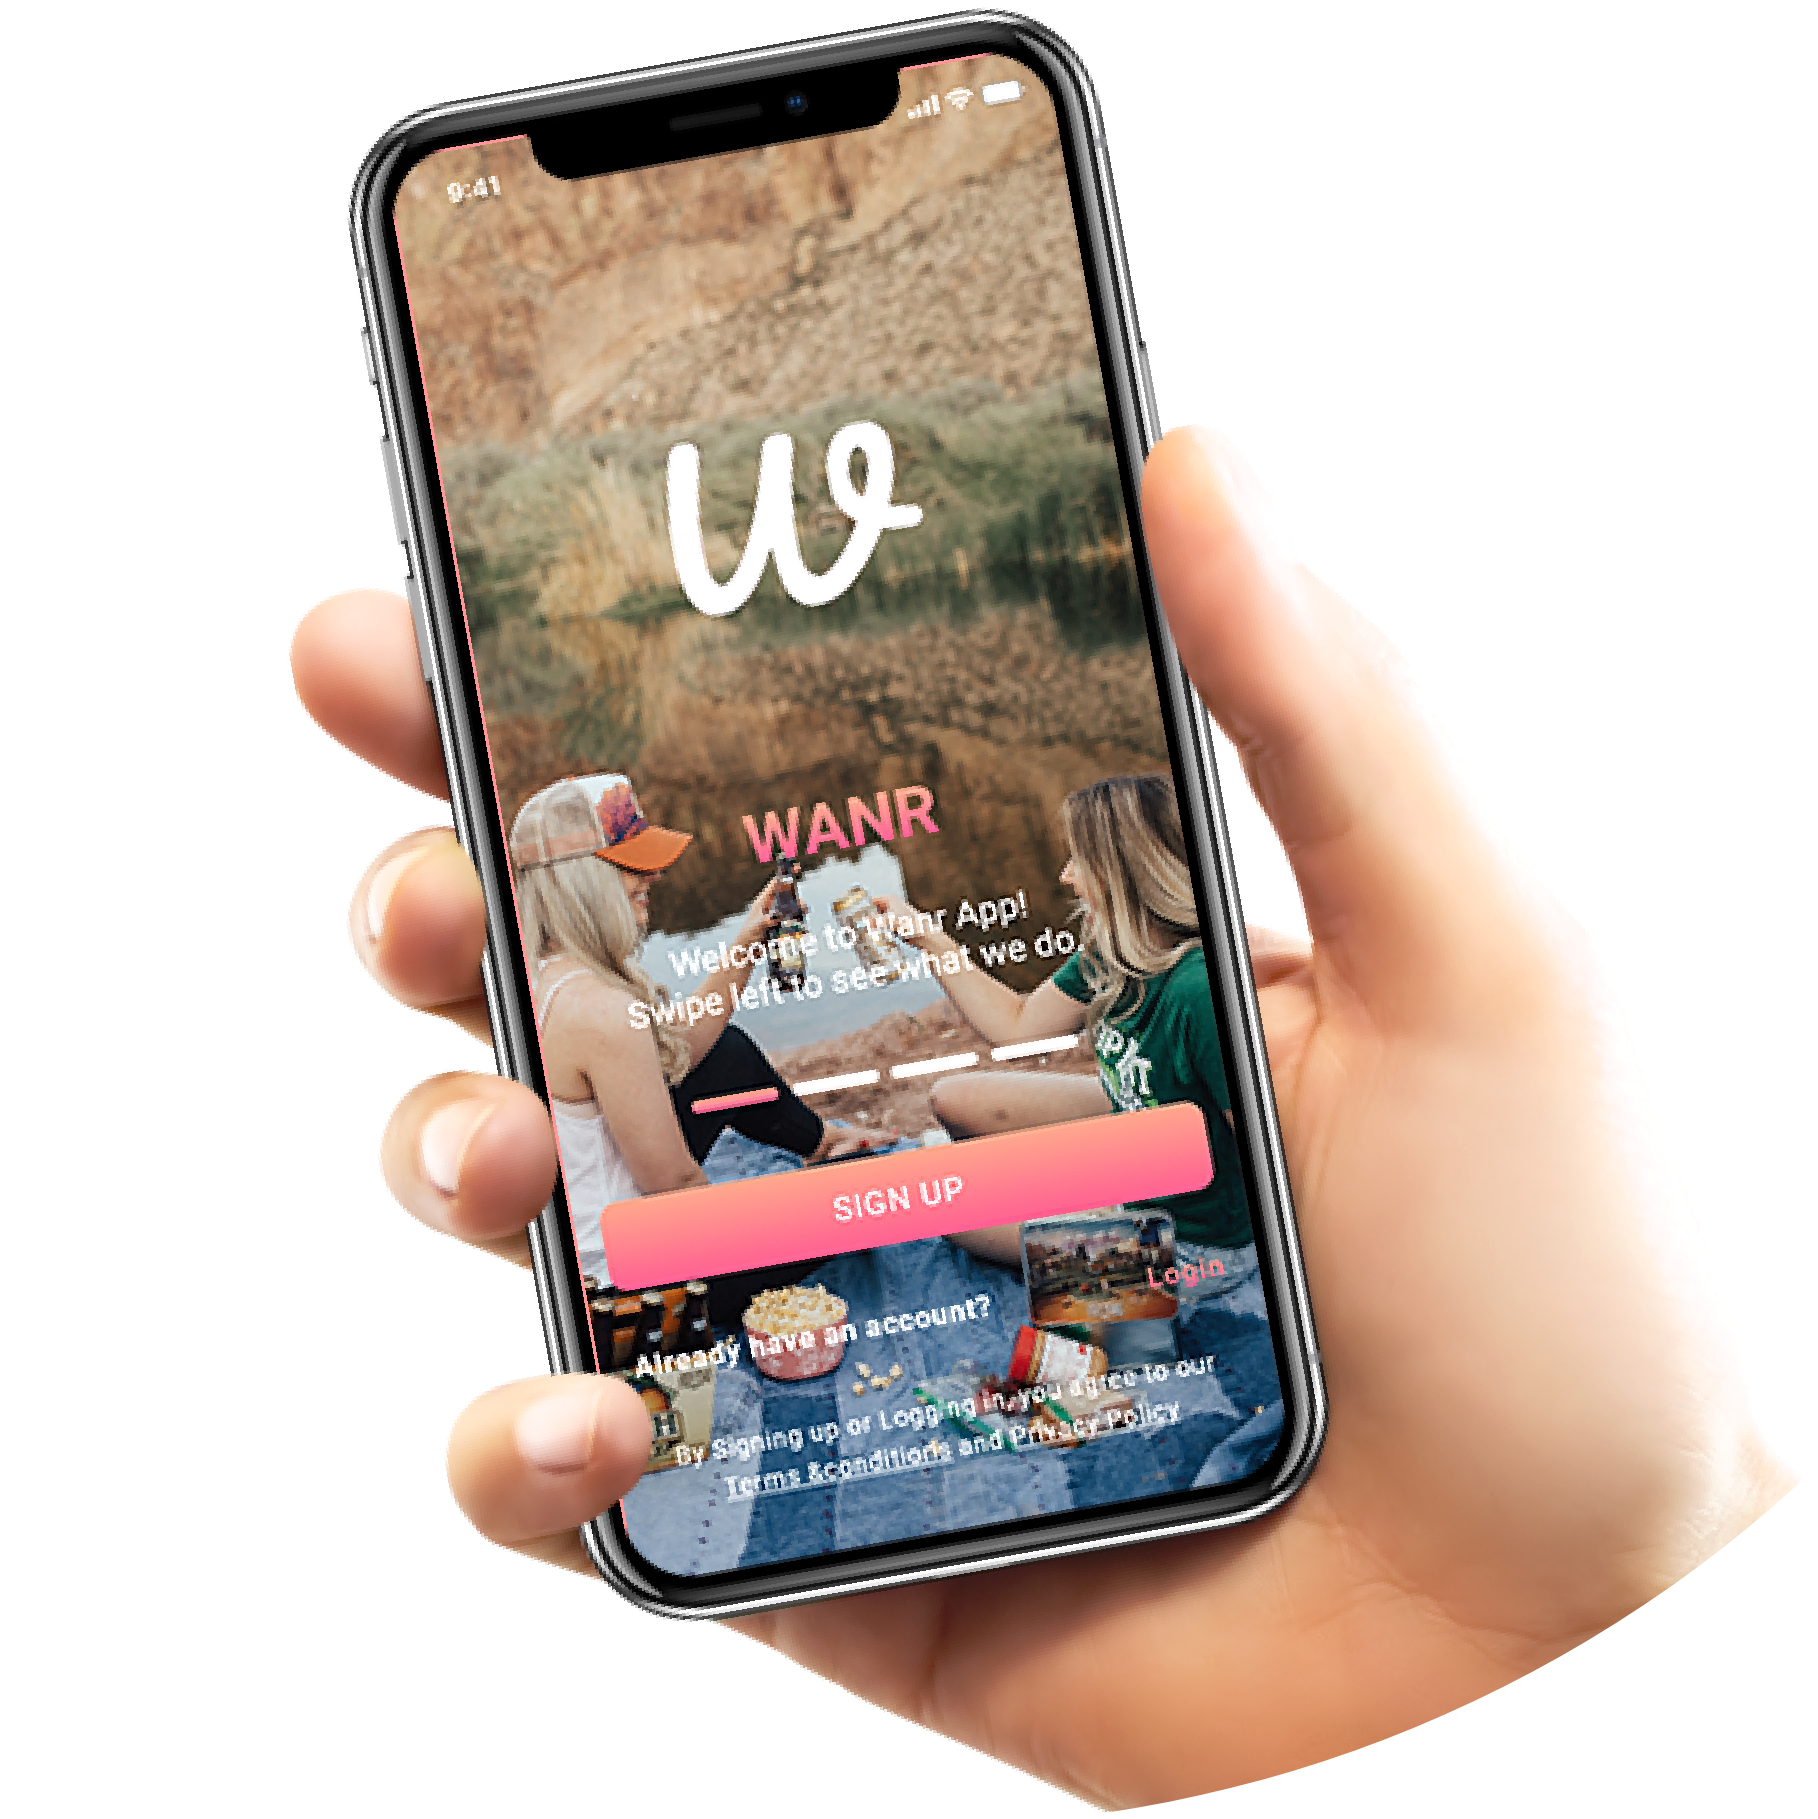 9:41
W
WANR
Welcome to Wanr App!
Swipe left to see what we do.
SIGN UP
Login
Already have an account?
By Signing up or Logging in, you agree to our
Terms &conditions and Privacy Policy